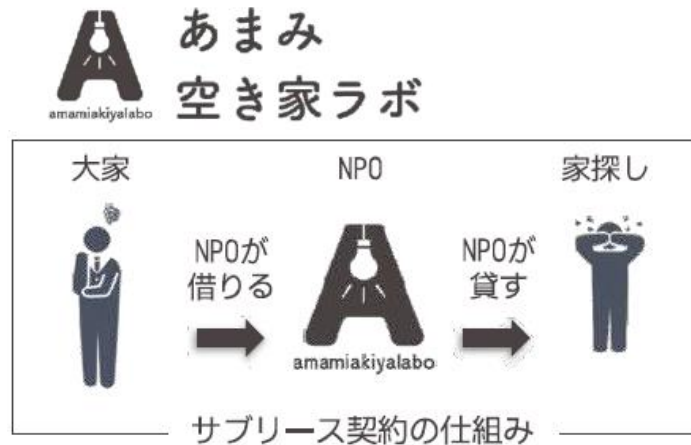 あまみ
空き家ラボ
amamiakiyalabo
大家
NPO
家探し
NPOが
借りる
NPOが
貸す
amamiakiyalabo
サブリース契約の仕組み